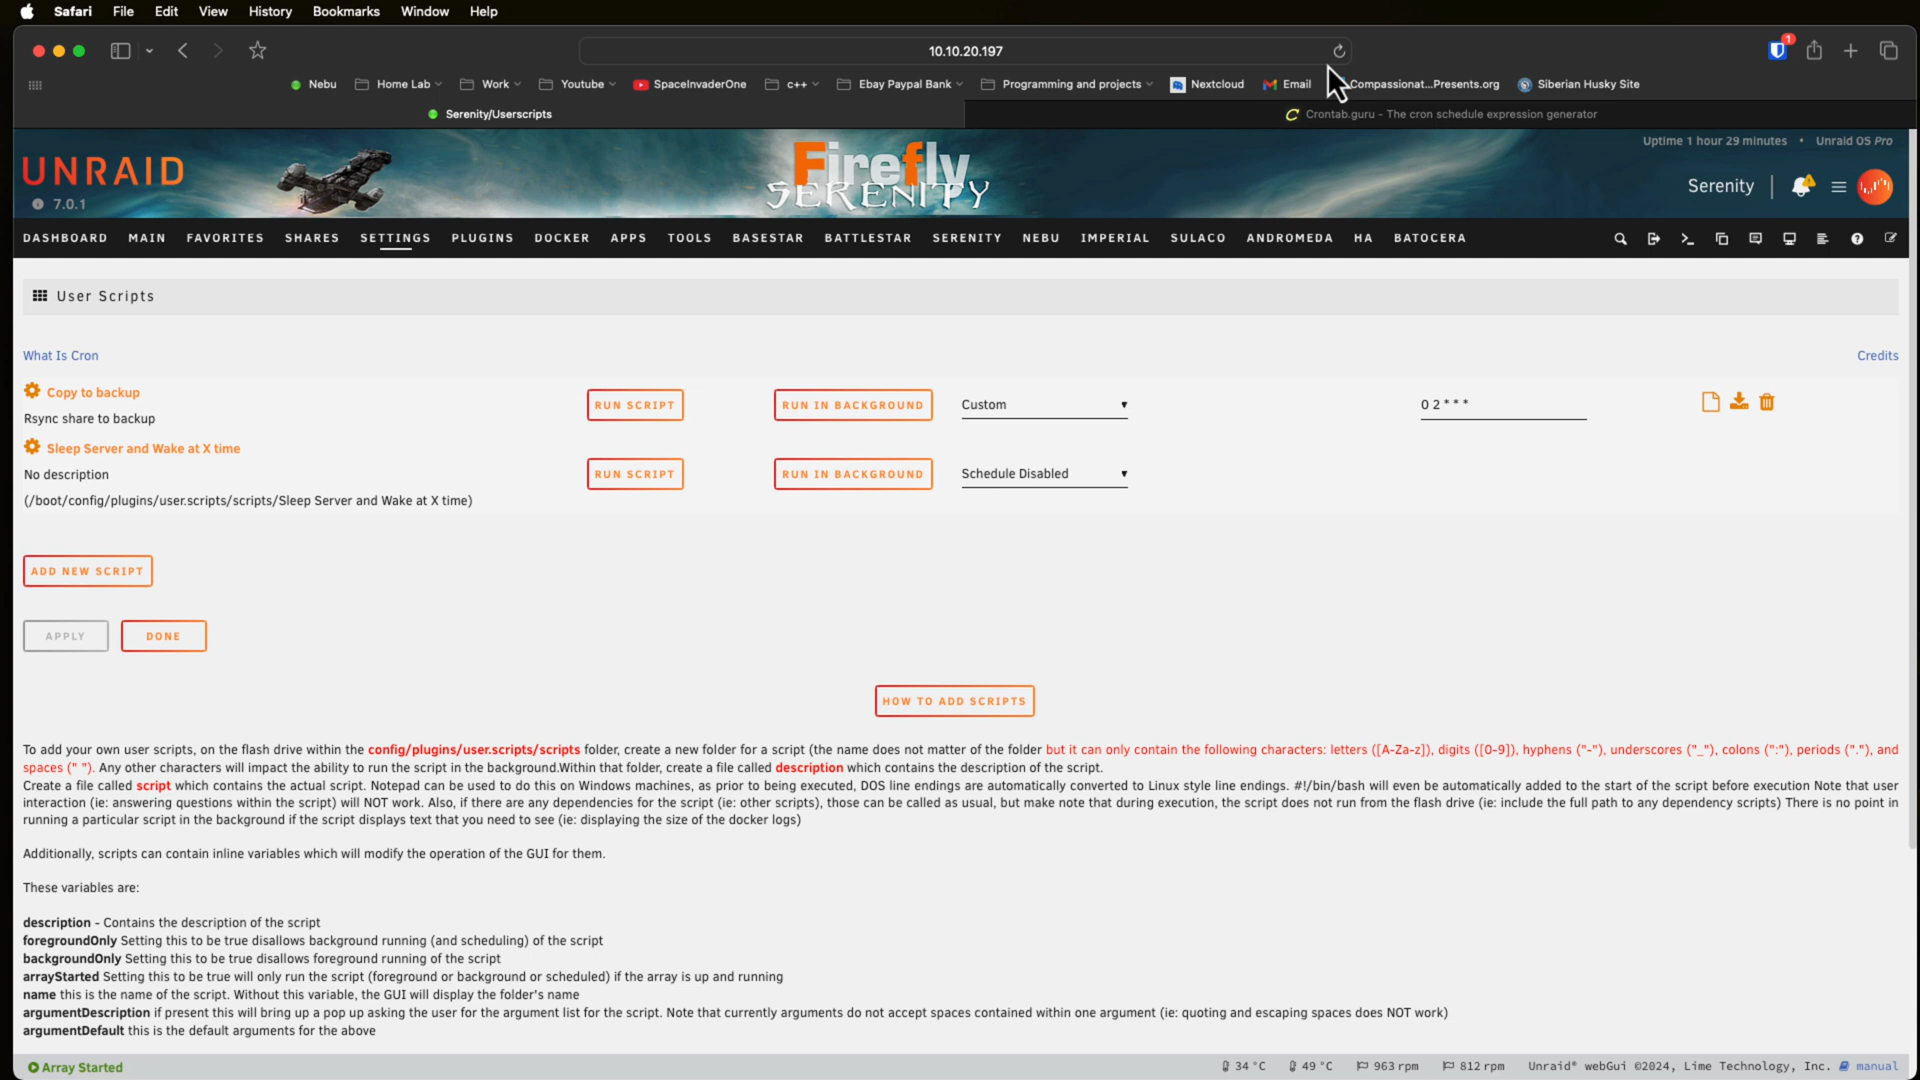 Safari File Edit View History Bookmarks Window Help
10.10.20.197
1
Nebu Home Lab Work Youtube SpaceInvaderOne c++ Ebay Paypal Bank Programming and projects Nextcloud Email Compassionat...Presents.org Siberian Husky Site
Serenity/Userscripts
Crontab.guru - The cron schedule expression generator
UNRAID
7.0.1
Firefly
SERENITY
Uptime 1 hour 29 minutes • Unraid OS Pro
Serenity
DASHBOARD MAIN FAVORITES SHARES SETTINGS PLUGINS DOCKER APPS TOOLS BASESTAR BATTLESTAR SERENITY NEBU IMPERIAL SULACO ANDROMEDA HA BATOCERA
User Scripts
What Is Cron
Credits
Copy to backup
Rsync share to backup
RUN SCRIPT RUN IN BACKGROUND Custom 0 2 * * *
Sleep Server and Wake at X time
No description
(/boot/config/plugins/user.scripts/scripts/Sleep Server and Wake at X time)
RUN SCRIPT RUN IN BACKGROUND Schedule Disabled
ADD NEW SCRIPT
APPLY DONE
HOW TO ADD SCRIPTS
To add your own user scripts, on the flash drive within the config/plugins/user.scripts/scripts folder, create a new folder for a script (the name does not matter of the folder but it can only contain the following characters: letters ([A-Za-z]), digits ([0-9]), hyphens ("-"), underscores ("_"), colons (":"), periods ("."), and
spaces (" "). Any other characters will impact the ability to run the script in the background.Within that folder, create a file called description which contains the description of the script.
Create a file called script which contains the actual script. Notepad can be used to do this on Windows machines, as prior to being executed, DOS line endings are automatically converted to Linux style line endings. #!/bin/bash will even be automatically added to the start of the script before execution Note that user
interaction (ie: answering questions within the script) will NOT work. Also, if there are any dependencies for the script (ie: other scripts), those can be called as usual, but make note that during execution, the script does not run from the flash drive (ie: include the full path to any dependency scripts) There is no point in
running a particular script in the background if the script displays text that you need to see (ie: displaying the size of the docker logs)
Additionally, scripts can contain inline variables which will modify the operation of the GUI for them.
These variables are:
description - Contains the description of the script
foregroundOnly Setting this to be true disallows background running (and scheduling) of the script
backgroundOnly Setting this to be true disallows foreground running of the script
arrayStarted Setting this to be true will only run the script (foreground or background or scheduled) if the array is up and running
name this is the name of the script. Without this variable, the GUI will display the folder's name
argumentDescription if present this will bring up a pop up asking the user for the argument list for the script. Note that currently arguments do not accept spaces contained within one argument (ie: quoting and escaping spaces does NOT work)
argumentDefault this is the default arguments for the above
Array Started
34 °C 49 °C 963 rpm 812 rpm Unraid® webGui ©2024, Lime Technology, Inc. manual